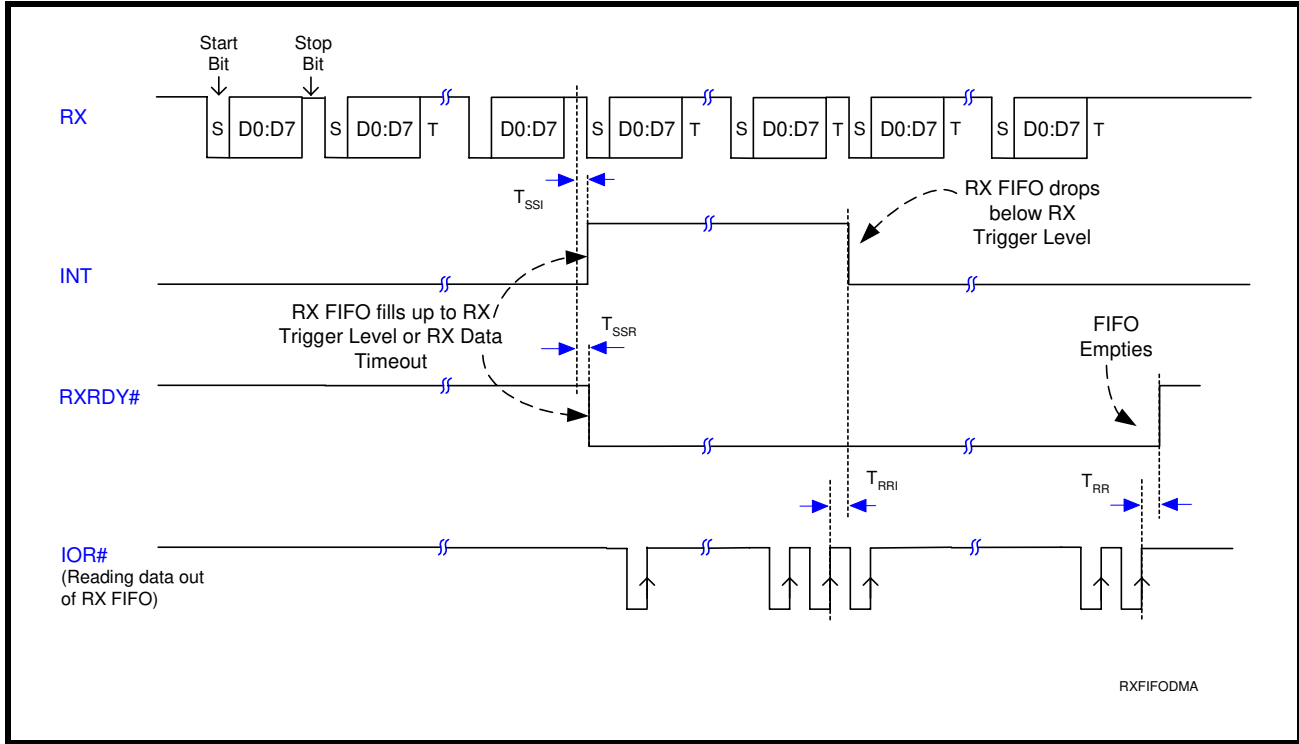 Start
Bit
Stop
Bit
RX
S D0:D7 S D0:D7 T D0:D7 S D0:D7 T S D0:D7 T S D0:D7 T S D0:D7 T
TSSI
RX FIFO drops
below RX
Trigger Level
INT
RX FIFO fills up to RX
Trigger Level or RX Data
Timeout
TSSR
FIFO
Empties
RXRDY#
TRRI
TRR
IOR#
(Reading data out
of RX FIFO)
RXFIFODMA